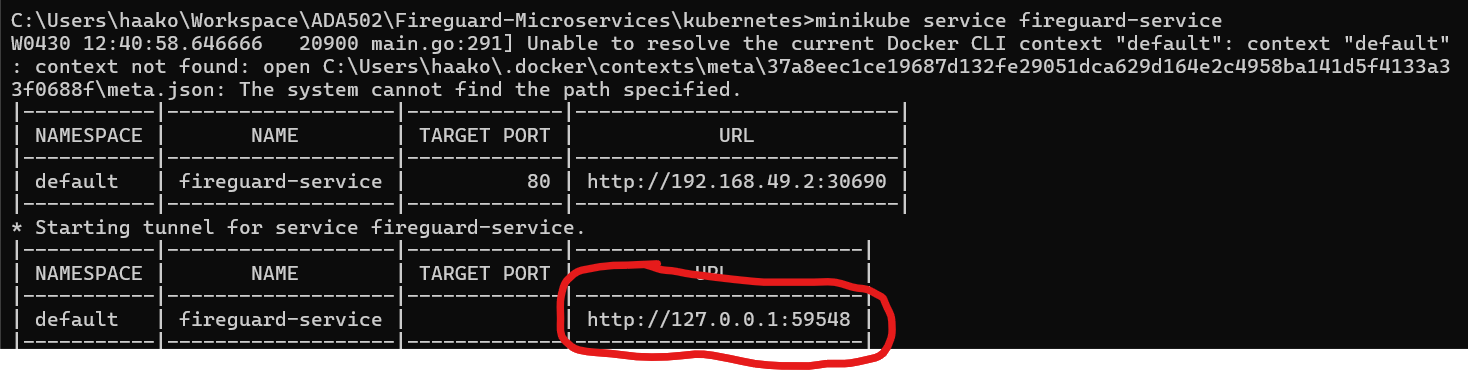 C:\Users\haako\Workspace\ADA502\Fireguard-Microservices\kubernetes>minikube service fireguard-service
W0430 12:40:58.646666   20900 main.go:291] Unable to resolve the current Docker CLI context "default": context "default"
: context not found: open C:\Users\haako\.docker\contexts\meta\37a8eec1ce19687d132fe29051dca629d164e2c4958ba141d5f4133a3
3f0688f\meta.json: The system cannot find the path specified.
|-----------|-------------------|-------------|---------------------------|
| NAMESPACE |       NAME        | TARGET PORT |            URL            |
|-----------|-------------------|-------------|---------------------------|
| default   | fireguard-service |          80 | http://192.168.49.2:30690 |
|-----------|-------------------|-------------|---------------------------|
* Starting tunnel for service fireguard-service.
|-----------|-------------------|-------------|------------------------|
| NAMESPACE |       NAME        | TARGET PORT |          URL           |
|-----------|-------------------|-------------|------------------------|
| default   | fireguard-service |             | http://127.0.0.1:59548 |
|-----------|-------------------|-------------|------------------------|